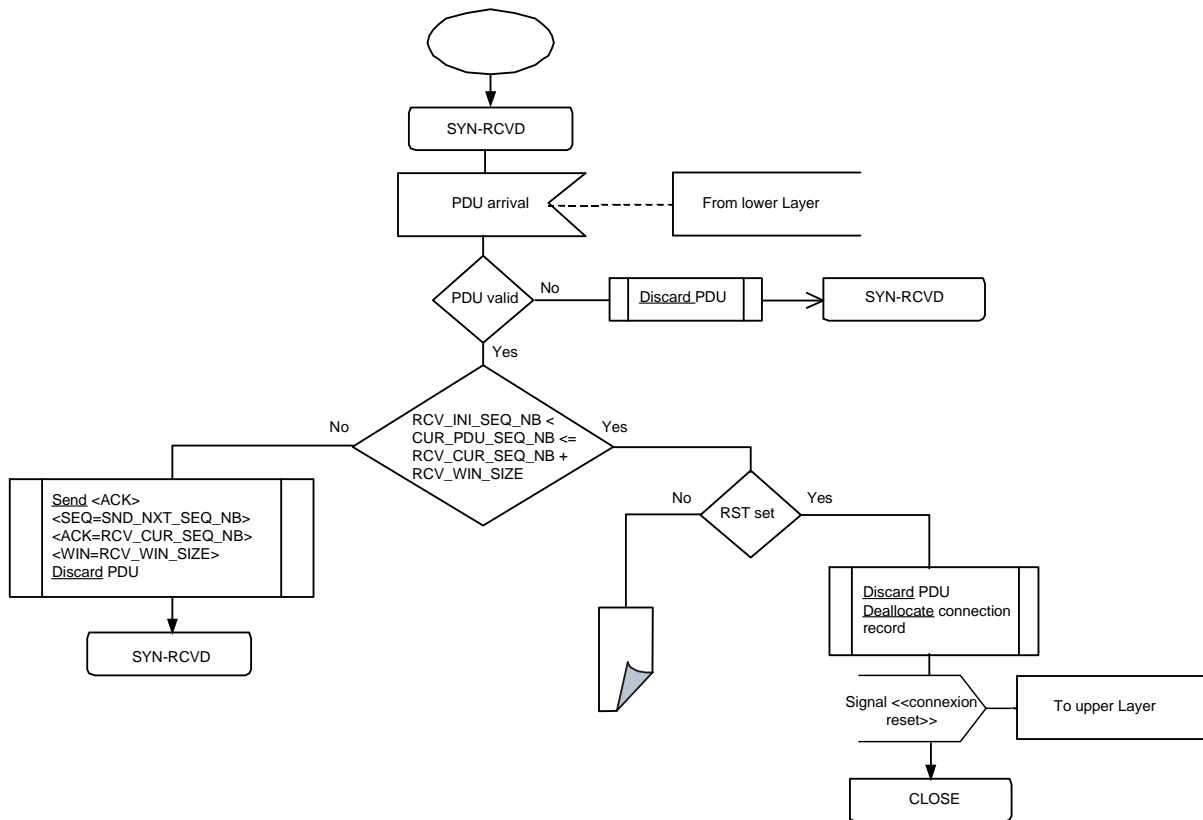 SYN-RCVD
PDU arrival
From lower Layer
PDU valid
No
Discard PDU
SYN-RCVD
Yes
No
RCV_INI_SEQ_NB <
CUR_PDU_SEQ_NB <=
RCV_CUR_SEQ_NB +
RCV_WIN_SIZE
Yes
Send <ACK>
<SEQ=SND_NXT_SEQ_NB>
<ACK=RCV_CUR_SEQ_NB>
<WIN=RCV_WIN_SIZE>
Discard PDU
SYN-RCVD
No
RST set
Yes
Discard PDU
Deallocate connection
record
Signal <<connexion
reset>>
To upper Layer
CLOSE